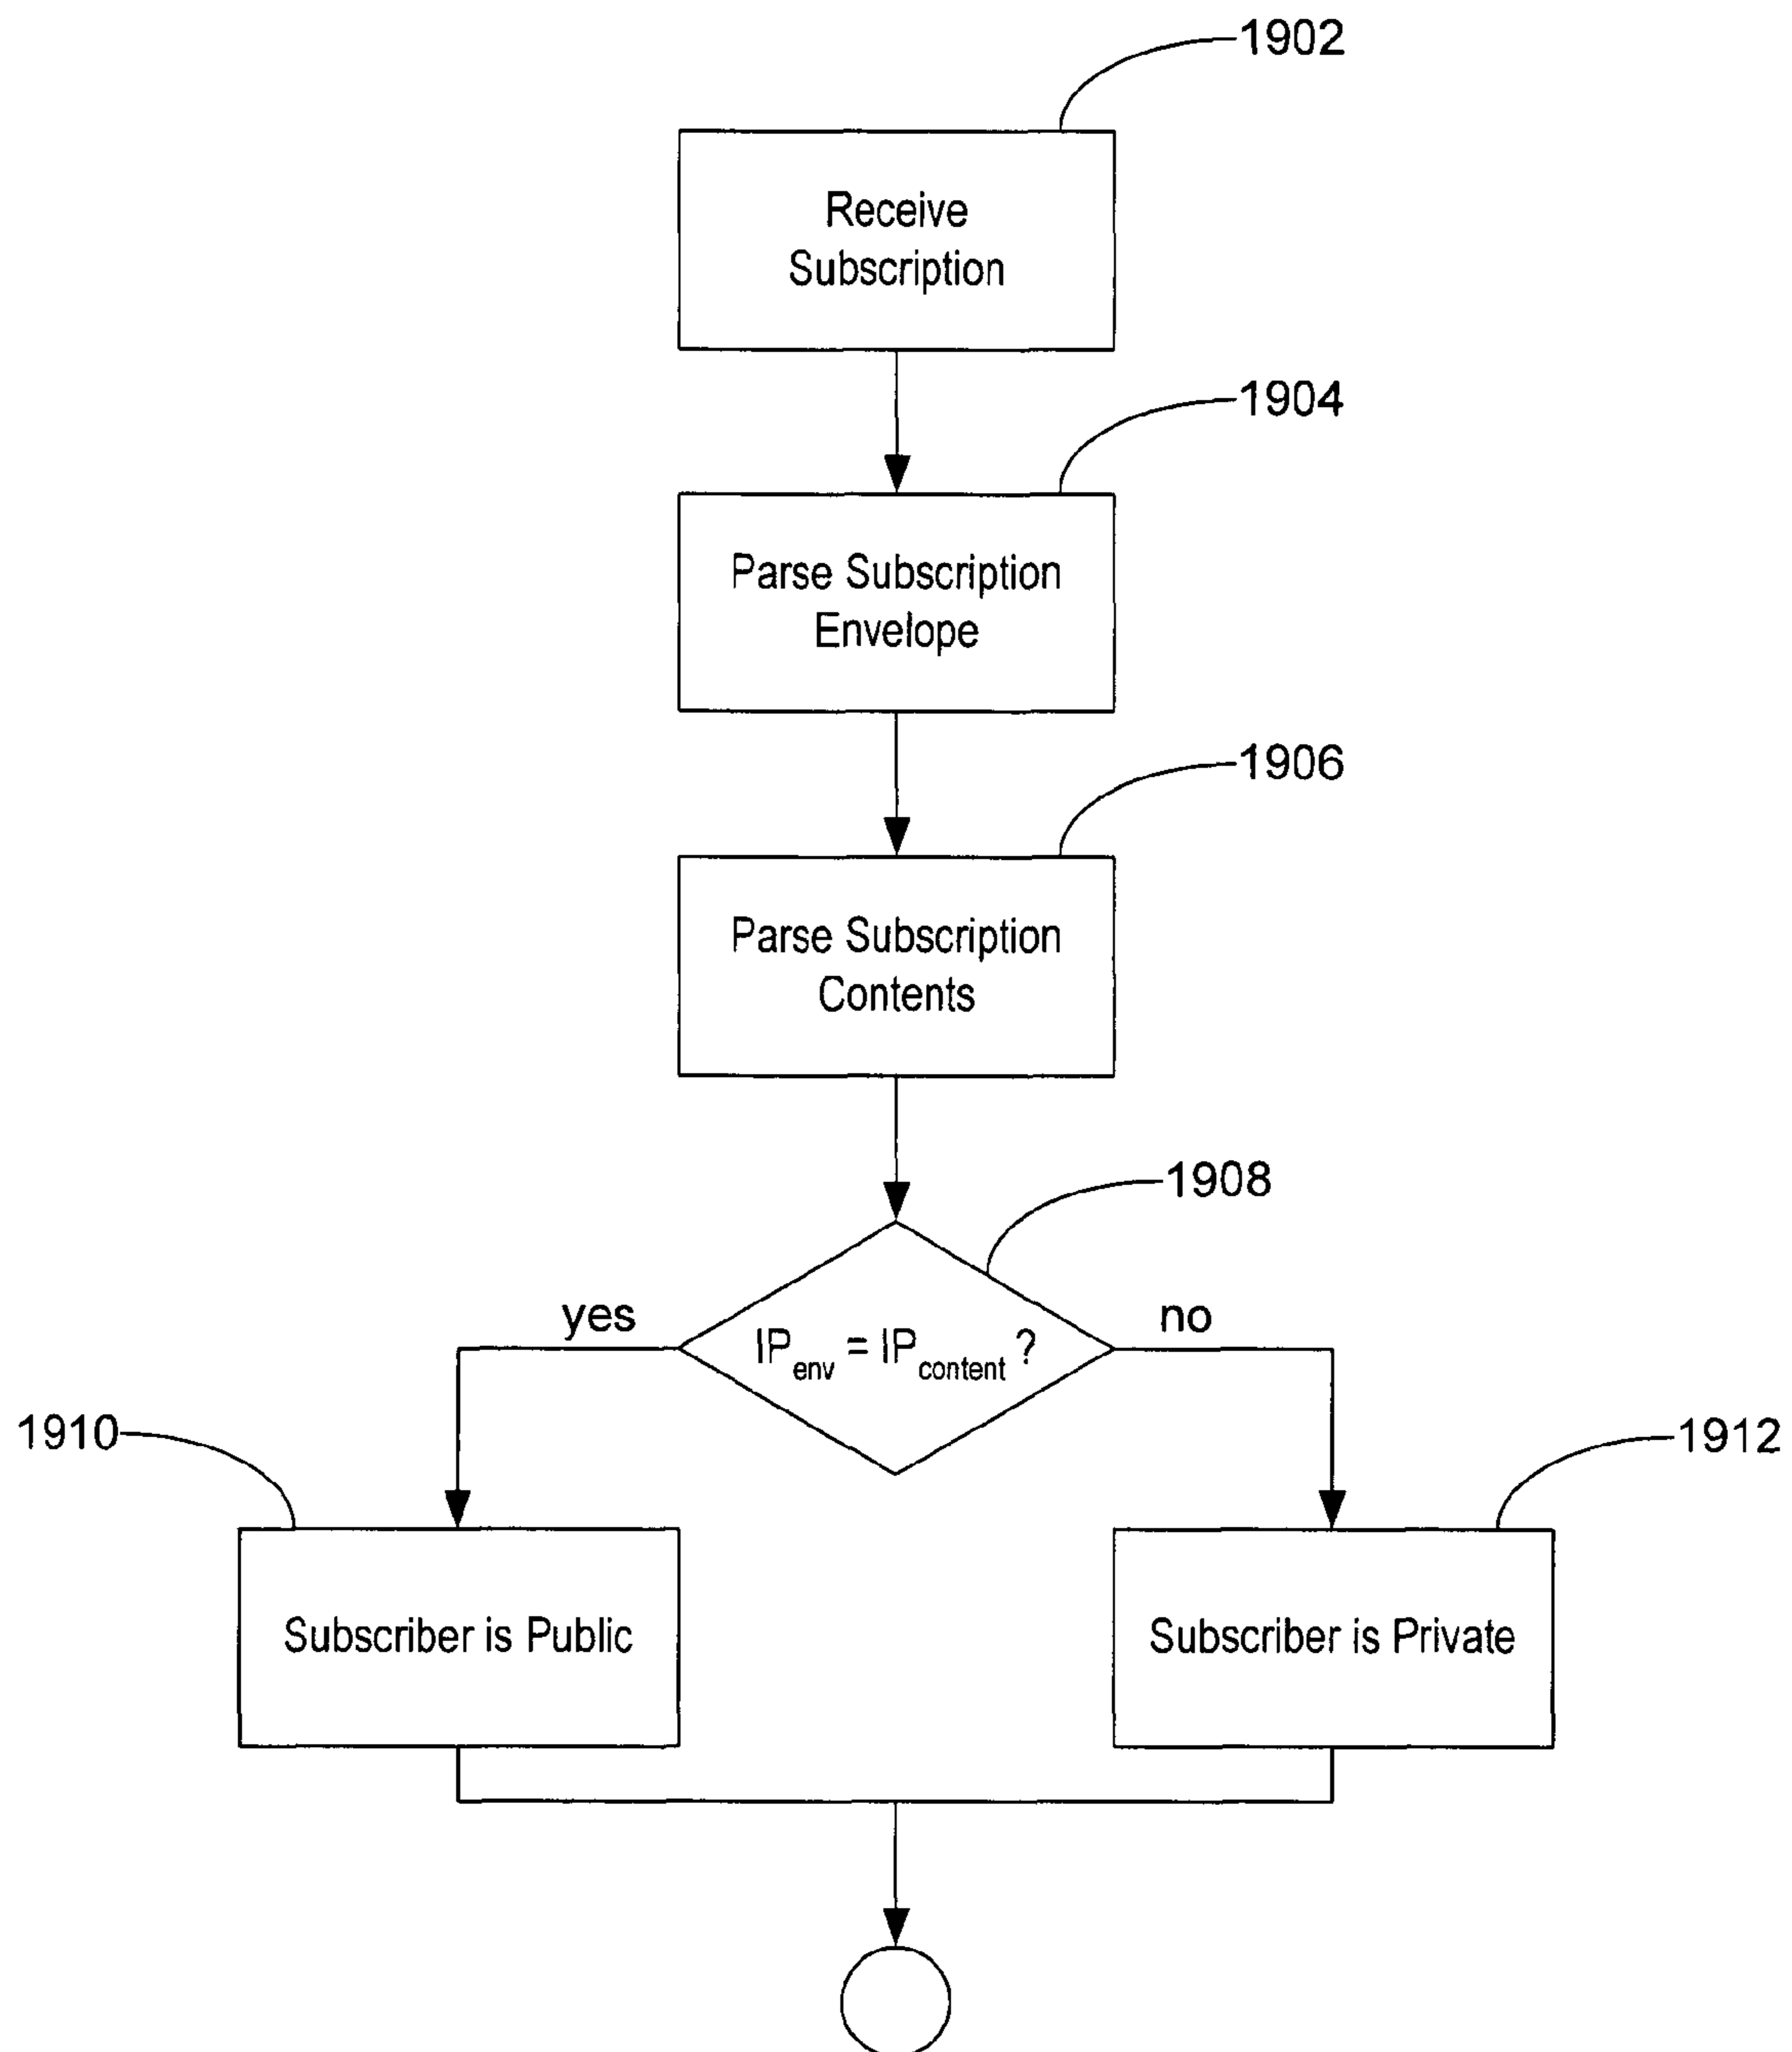 1902
Receive
Subscription
1904
Parse Subscription
Envelope
1906
Parse Subscription
Contents
1908
yes
IPenv = IPcontent ?
no
1910
1912
Subscriber is Public
Subscriber is Private